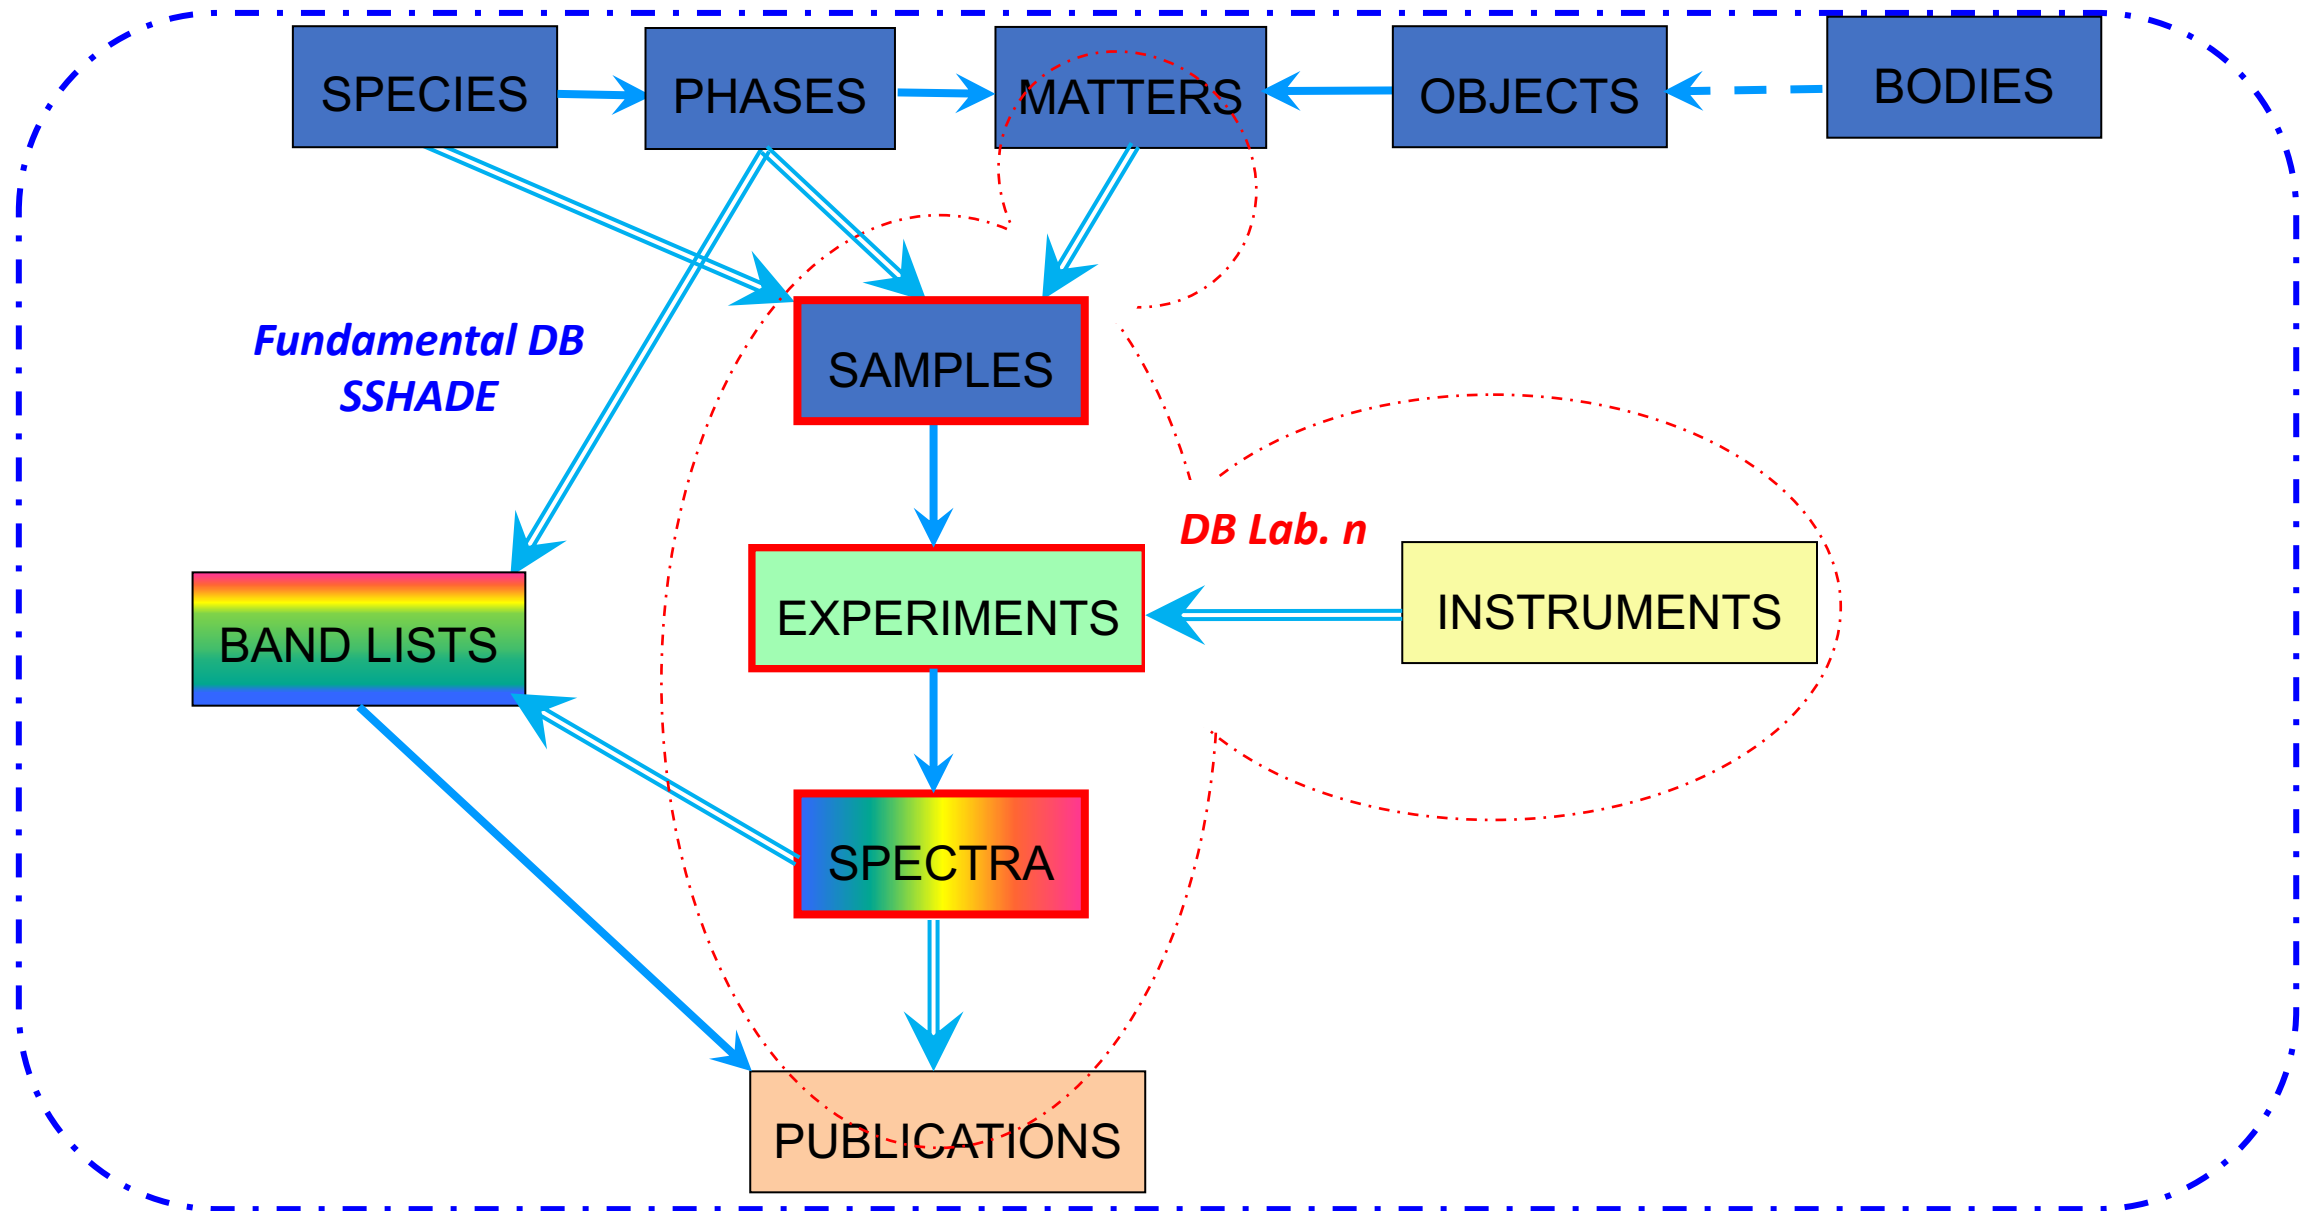 SPECIES
PHASES
MATTERS
OBJECTS
BODIES
Fundamental DB
SSHADE
SAMPLES
DB Lab. n
EXPERIMENTS
INSTRUMENTS
BAND LISTS
SPECTRA
PUBLICATIONS